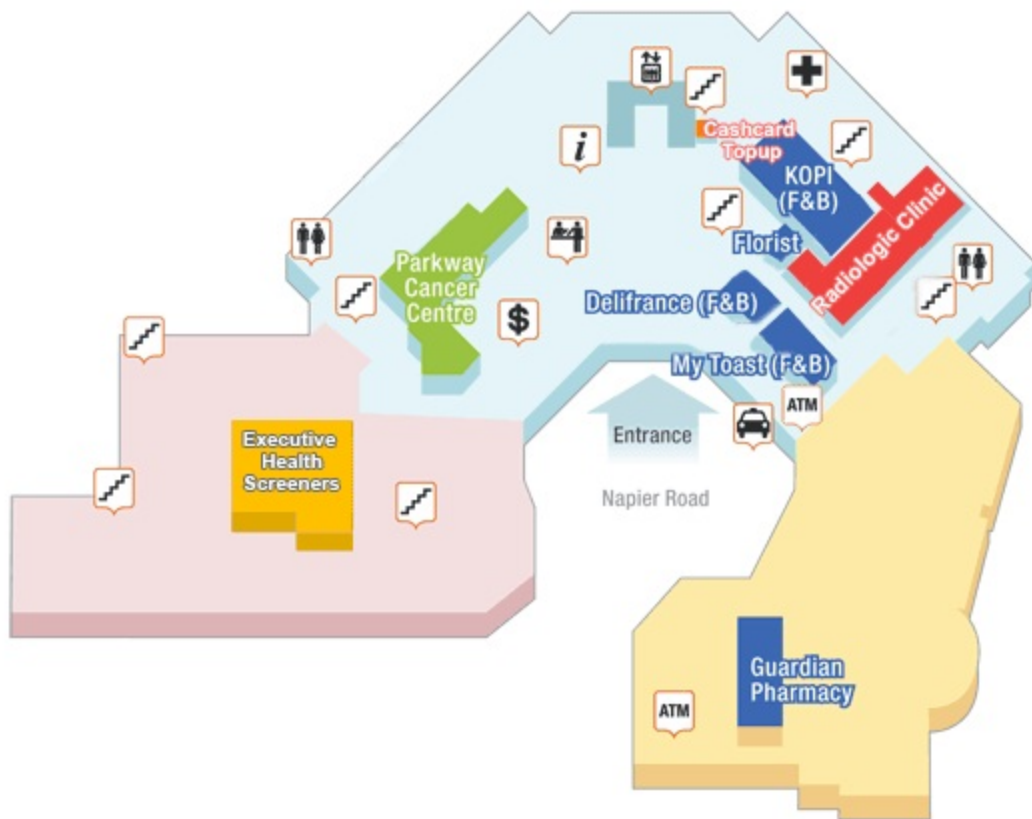 Cashcard
Topup
KOPI
(F&B)
Radiologic Clinic
Florist
Parkway
Cancer
Centre
Delifrance (F&B)
$
My Toast (F&B)
ATM
Entrance
Executive
Health
Screeners
Napier Road
Guardian
Pharmacy
ATM
i